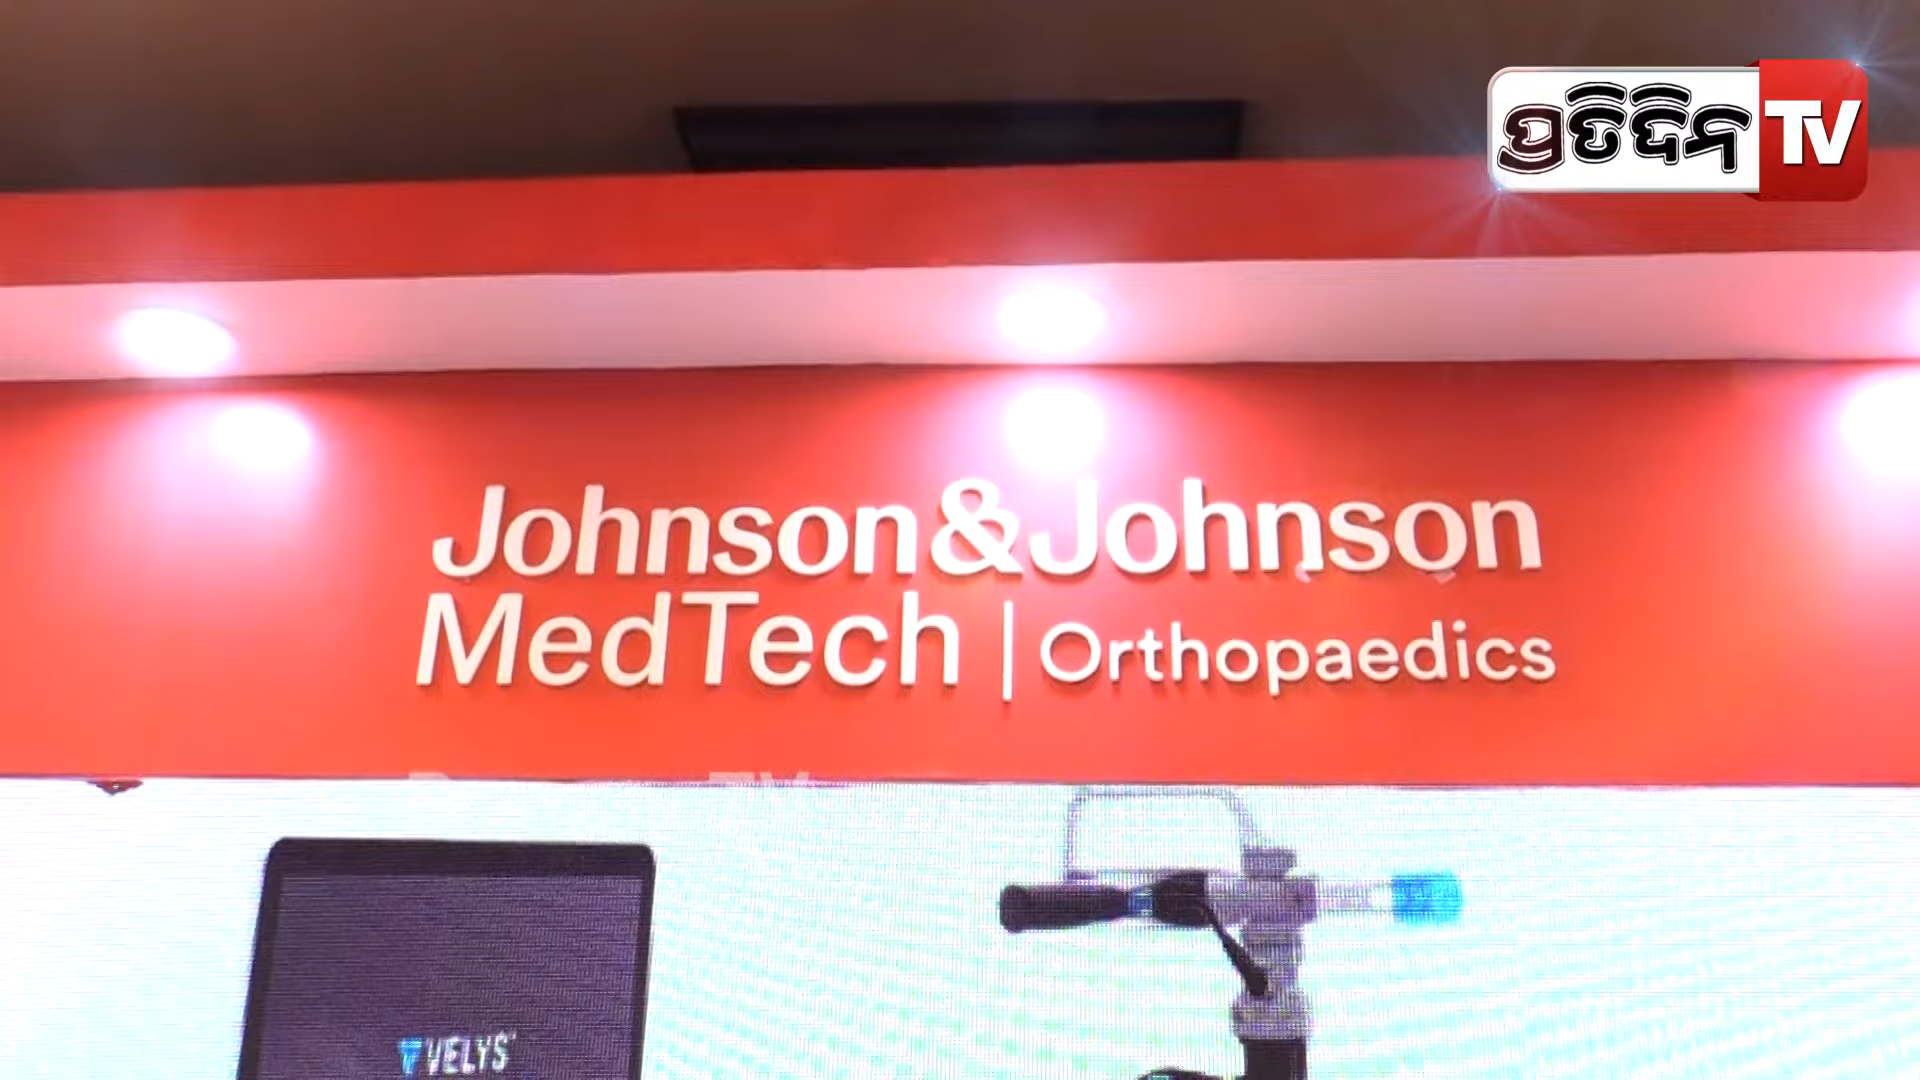 ପ୍ରତିଦିନ TV
Johnson&Johnson
MedTech | Orthopaedics
VELYS